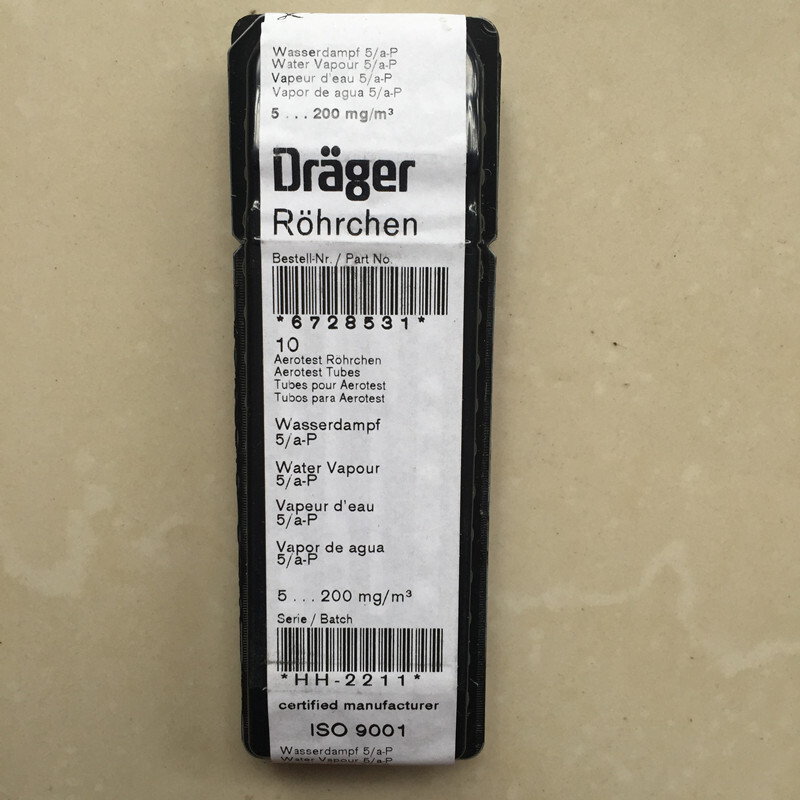 Wasserdampf 5/a-P
Water Vapour 5/a-P
Vapeur d'eau 5/a-P
Vapor de agua 5/a-P
5 ... 200 mg/m³
Dräger
Röhrchen
Bestell-Nr. / Part No.
*6728531*
10
Aerotest Röhrchen
Aerotest Tubes
Tubes pour Aerotest
Tubos para Aerotest
Wasserdampf
5/a-P
Water Vapour
5/a-P
Vapeur d'eau
5/a-P
Vapor de agua
5/a-P
5 ... 200 mg/m³
Serie / Batch
*HH-2211*
certified manufacturer
ISO 9001
Wasserdampf 5/a-P
Water Vapour 5/a-P